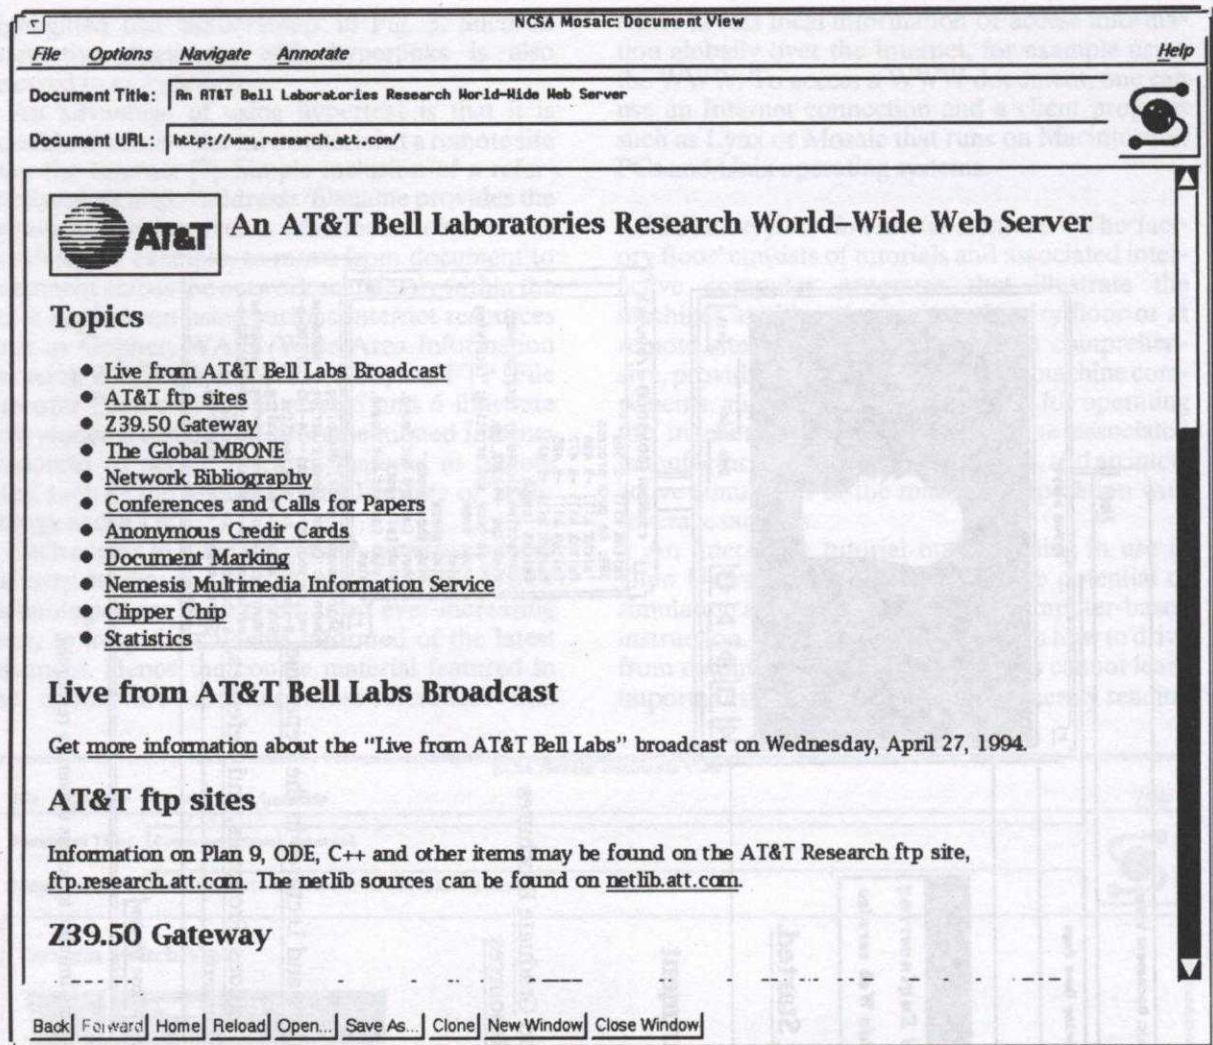 NCSA Mosaic: Document View
File Options Navigate Annotate Help
Document Title: An AT&T Bell Laboratories Research World-Wide Web Server
Document URL: http://www.research.att.com/
AT&T
An AT&T Bell Laboratories Research World-Wide Web Server
Topics
Live from AT&T Bell Labs Broadcast
AT&T ftp sites
Z39.50 Gateway
The Global MBONE
Network Bibliography
Conferences and Calls for Papers
Anonymous Credit Cards
Document Marking
Nemesis Multimedia Information Service
Clipper Chip
Statistics
Live from AT&T Bell Labs Broadcast
Get more information about the "Live from AT&T Bell Labs" broadcast on Wednesday, April 27, 1994.
AT&T ftp sites
Information on Plan 9, ODE, C++ and other items may be found on the AT&T Research ftp site,
ftp.research.att.com. The netlib sources can be found on netlib.att.com.
Z39.50 Gateway
Back Forward Home Reload Open... Save As... Clone New Window Close Window